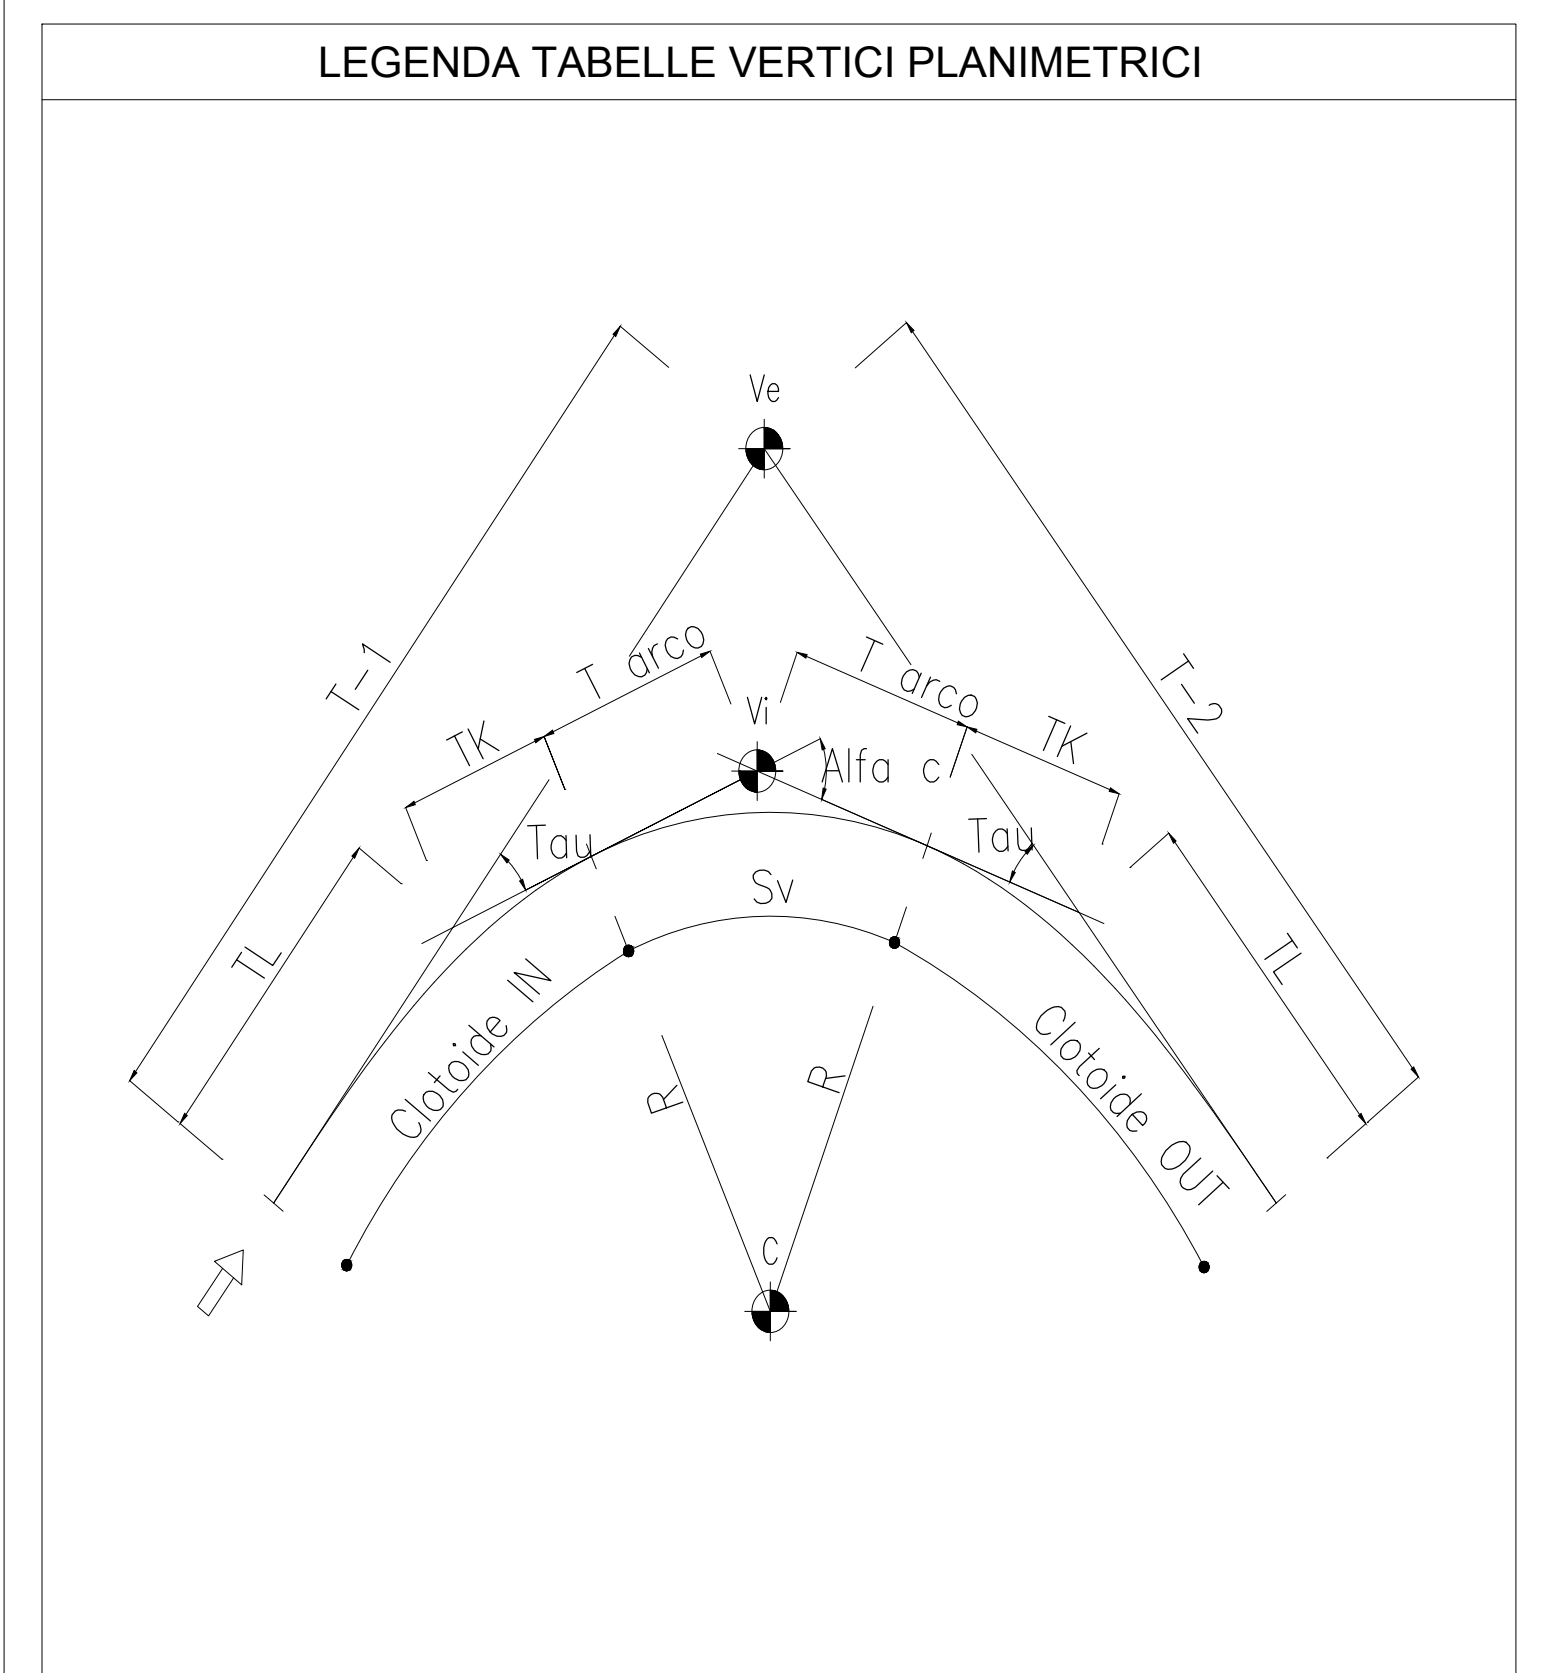 LEGENDA TABELLE VERTICI PLANIMETRICI
Ve
T-1
T arco
T arco
T-2
Vi
TK
TK
Alfa c
Tau
Tau
Sv
TL
TL
Clotoide IN
Clotoide OUT
R
R
C